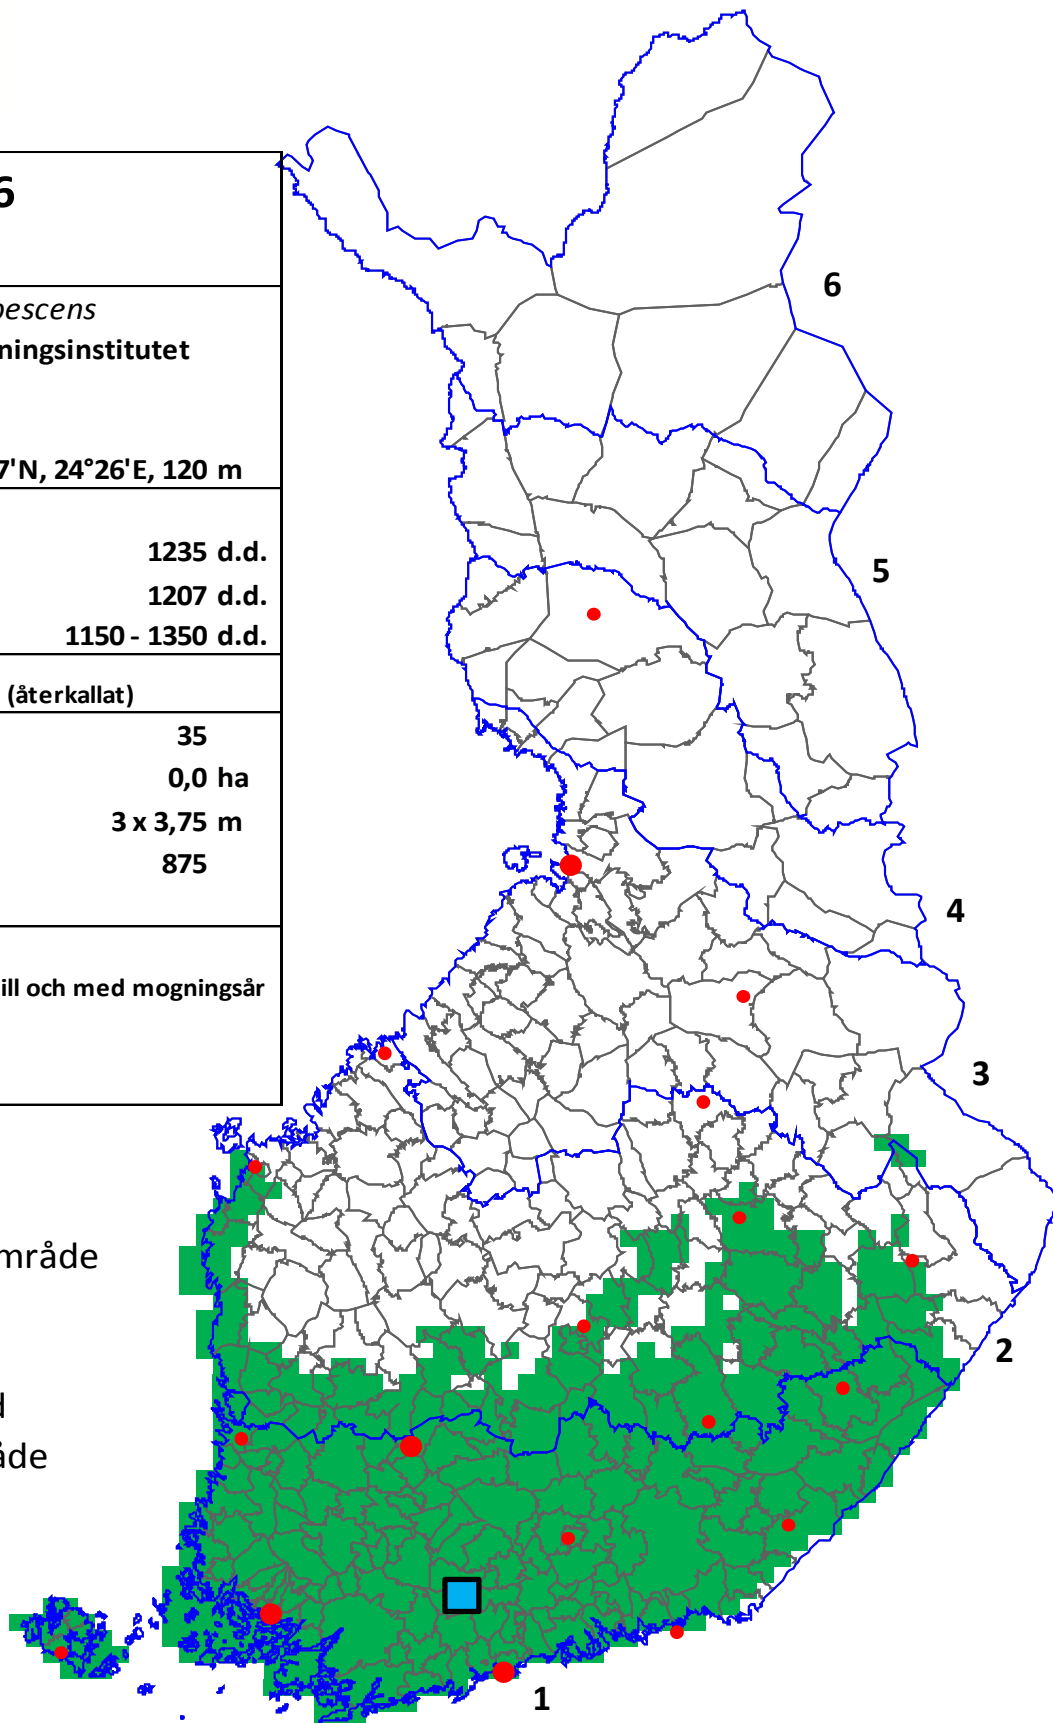 6
pescens
ningsinstitutet
7'N, 24°26'E, 120 m
1235 d.d.
1207 d.d.
1150 - 1350 d.d.
(återkallat)
35
0,0 ha
3 x 3,75 m
875
ill och med mogningsår
6
5
4
3
område
2
d
åde
1